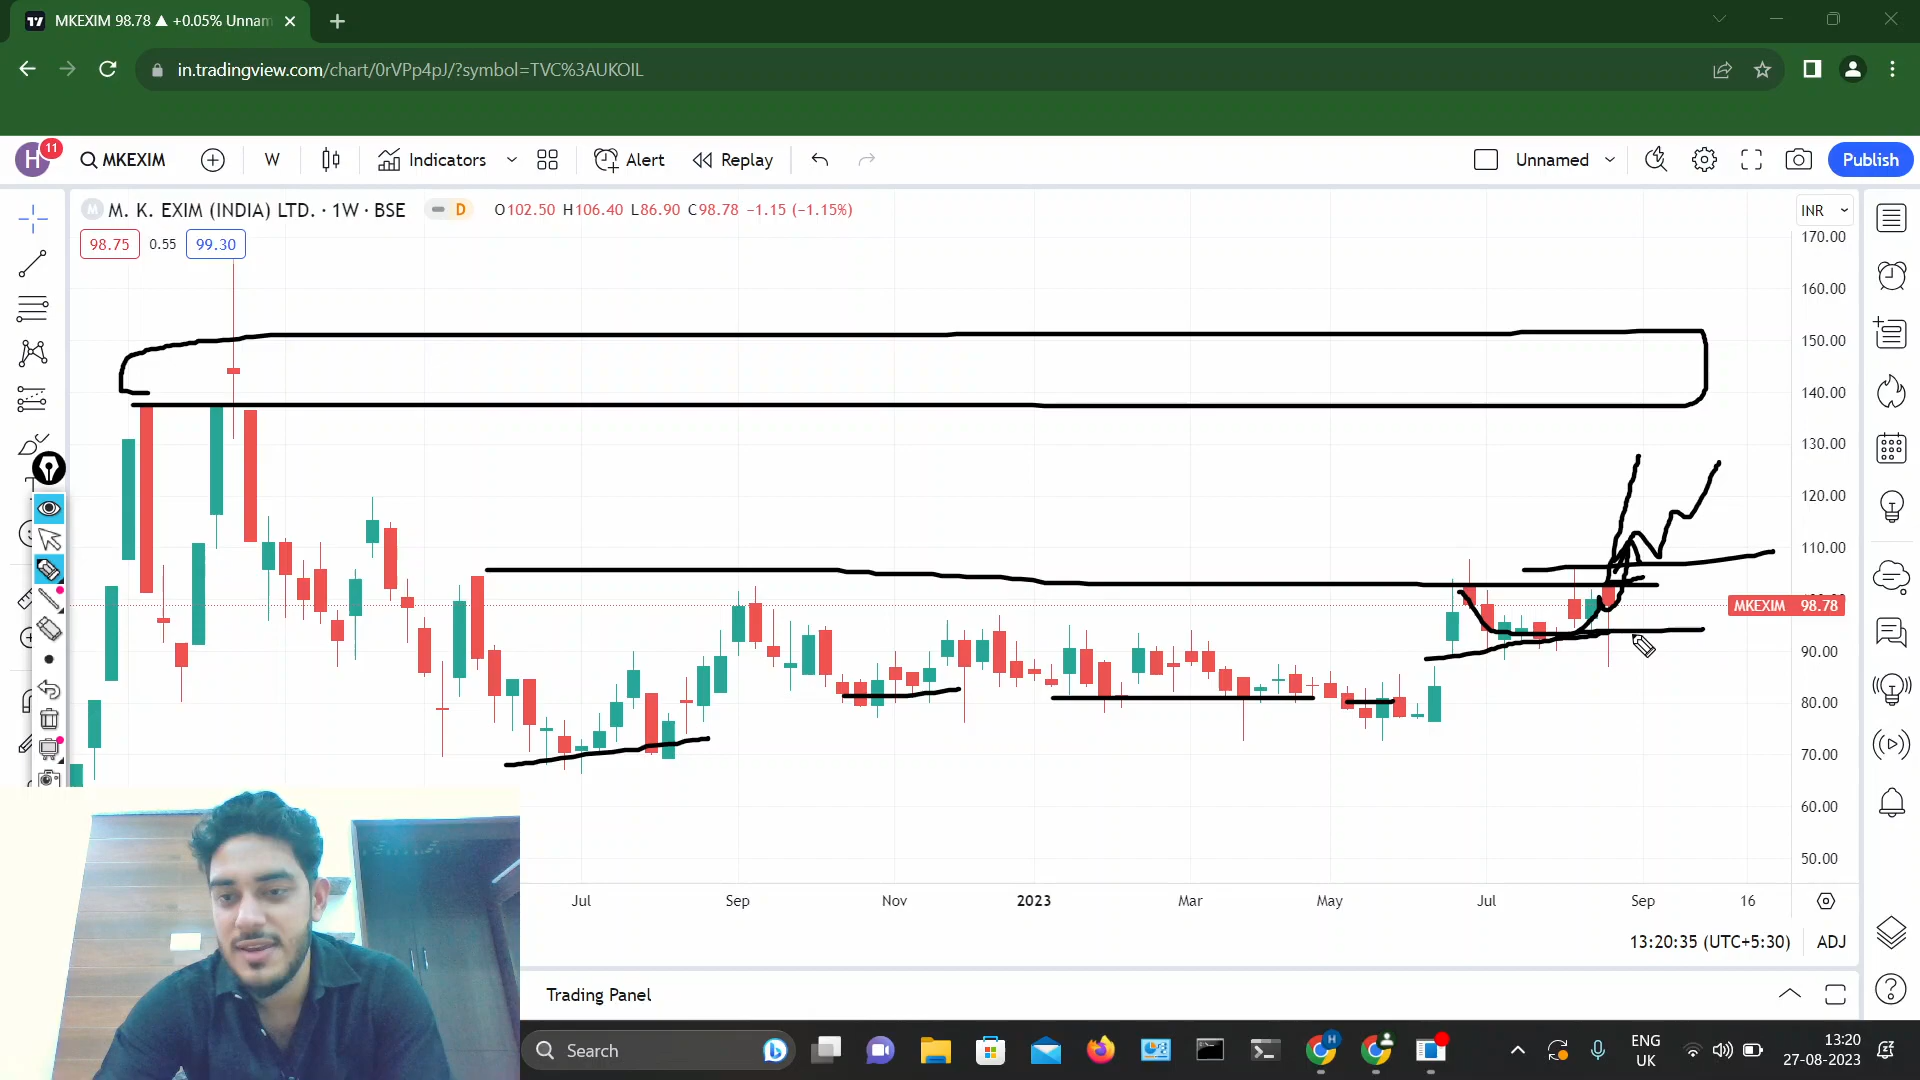 MKEXIM 98.78 ▲ +0.05% Unnam
in.tradingview.com/chart/0rVPp4pJ/?symbol=TVC%3AUKOIL
H 11 MKEXIM W Indicators Alert Replay Unnamed Publish
M M. K. EXIM (INDIA) LTD. · 1W · BSE D O102.50 H106.40 L86.90 C98.78 −1.15 (−1.15%) INR
98.75 0.55 99.30
170.00
160.00
150.00
140.00
130.00
120.00
110.00
MKEXIM 98.78
90.00
80.00
70.00
60.00
50.00
Jul Sep Nov 2023 Mar May Jul Sep 16
13:20:35 (UTC+5:30) ADJ
Trading Panel
Search
ENG
UK
13:20
27-08-2023